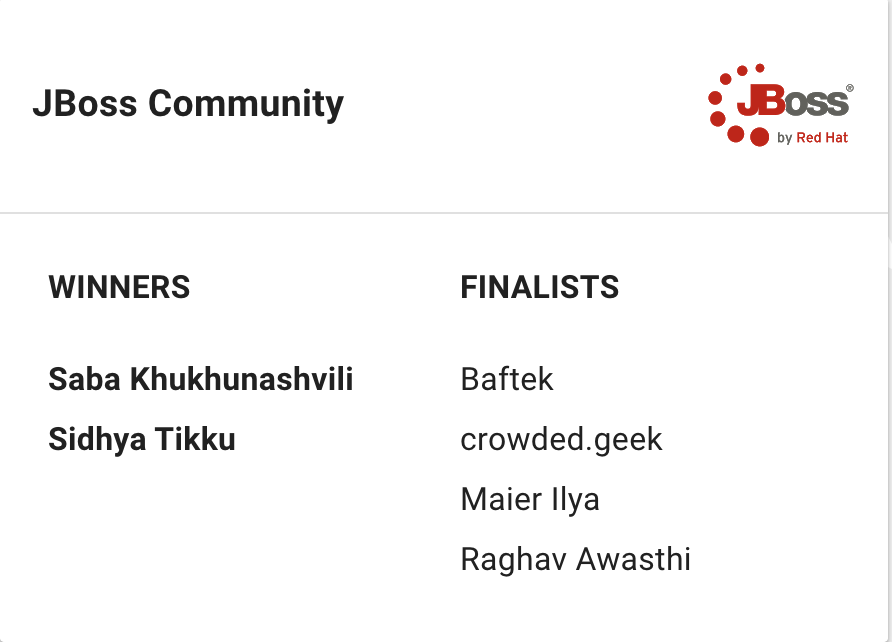 JBoss Community
JBoss®
by Red Hat
WINNERS
FINALISTS
Saba Khukhunashvili
Sidhya Tikku
Baftek
crowded.geek
Maier Ilya
Raghav Awasthi